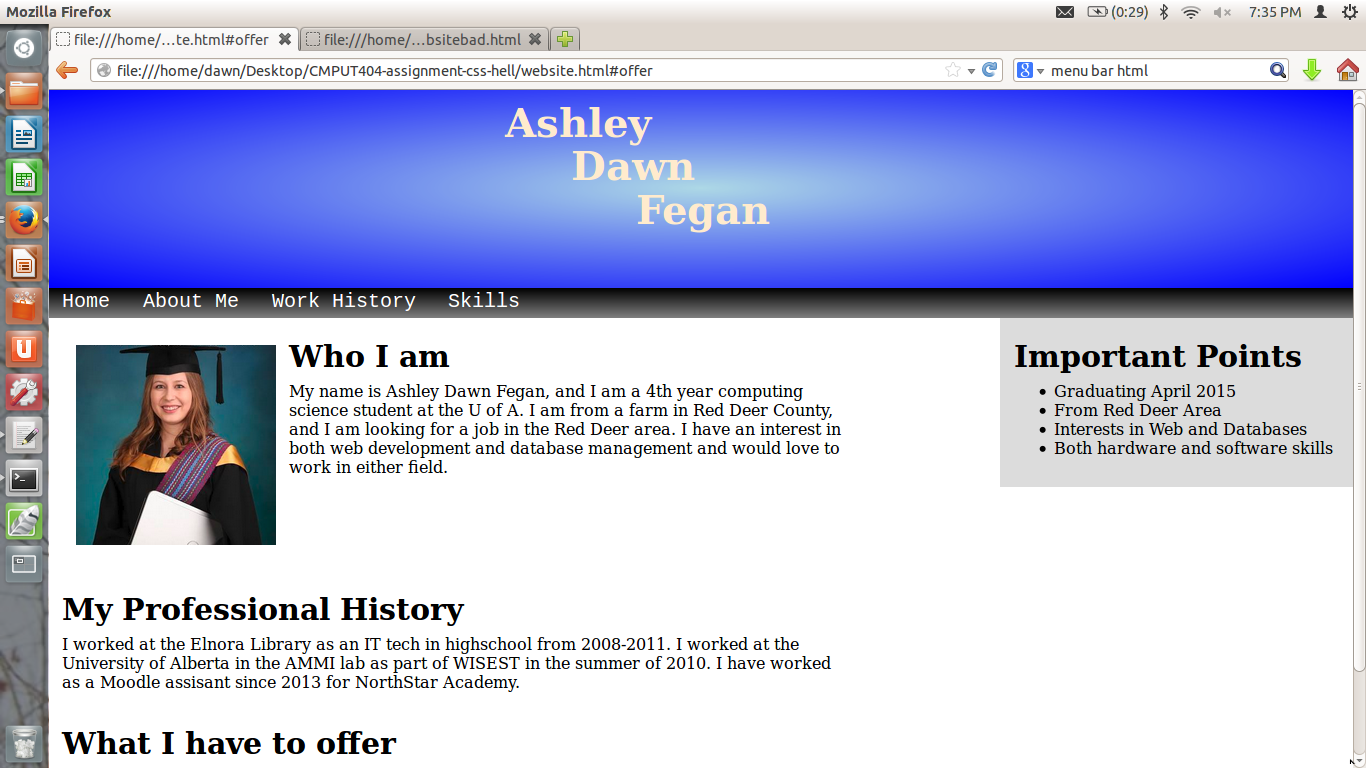 Mozilla Firefox
(0:29)
7:35 PM
file:///home/...te.html#offer
file:///home/...bsitebad.html
file:///home/dawn/Desktop/CMPUT404-assignment-css-hell/website.html#offer
8
menu bar html
Ashley
Dawn
Fegan
Home About Me Work History Skills
Who I am
My name is Ashley Dawn Fegan, and I am a 4th year computing
science student at the U of A. I am from a farm in Red Deer County,
and I am looking for a job in the Red Deer area. I have an interest in
both web development and database management and would love to
work in either field.
Important Points
• Graduating April 2015
• From Red Deer Area
• Interests in Web and Databases
• Both hardware and software skills
My Professional History
I worked at the Elnora Library as an IT tech in highschool from 2008-2011. I worked at the
University of Alberta in the AMMI lab as part of WISEST in the summer of 2010. I have worked
as a Moodle assisant since 2013 for NorthStar Academy.
What I have to offer